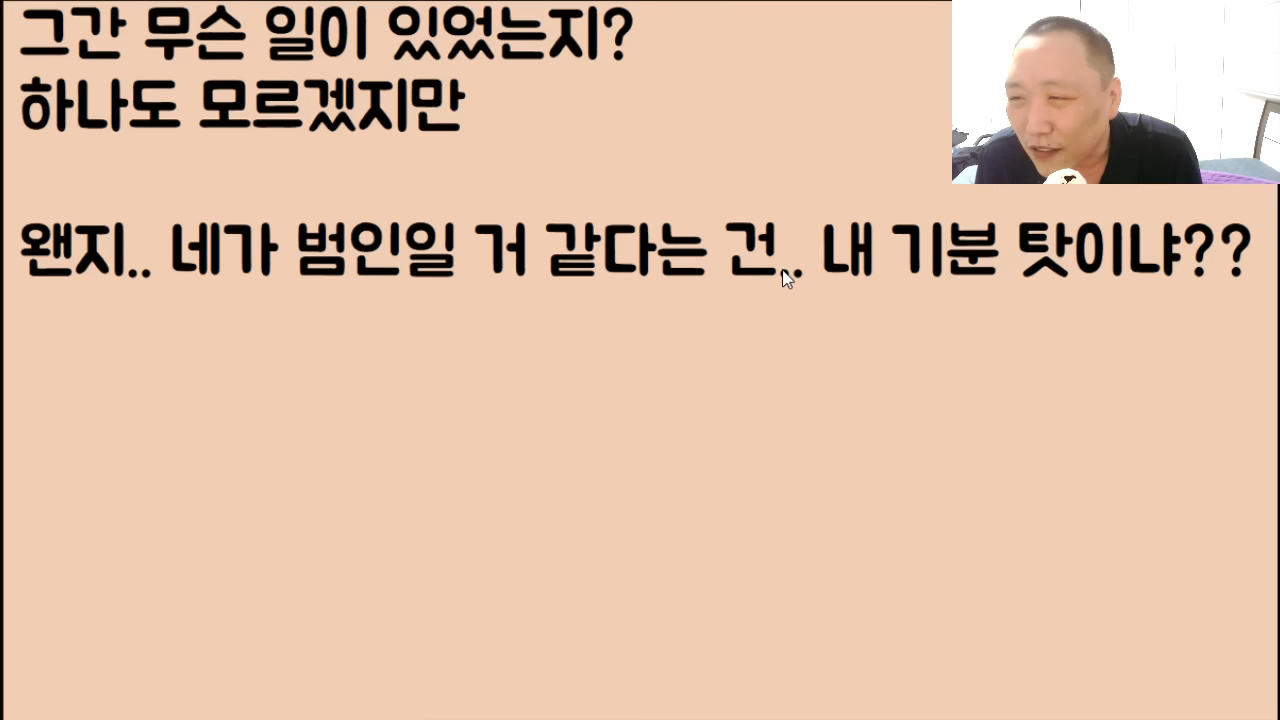 그간 무슨 일이 있었는지?
하나도 모르겠지만
왠지.. 네가 범인일 거 같다는 건.. 내 기분 탓이냐??